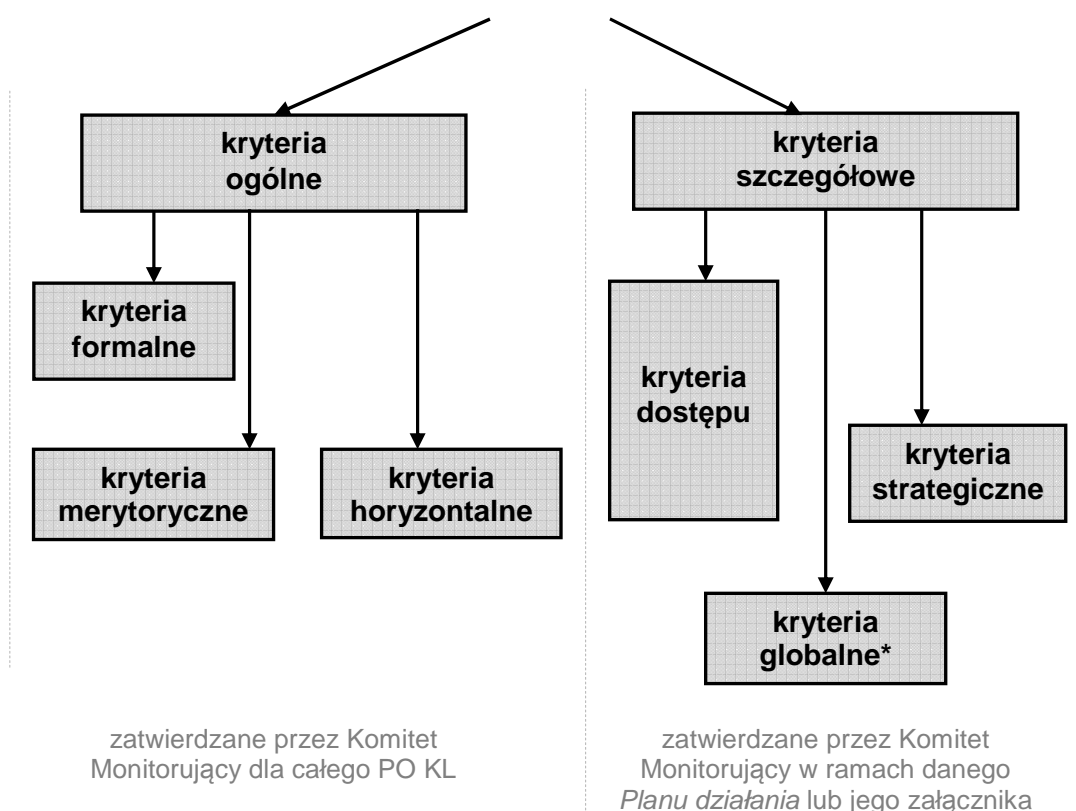 kryteria
ogólne
kryteria
szczegółowe
kryteria
formalne
kryteria
dostępu
kryteria
merytoryczne
kryteria
horyzontalne
kryteria
strategiczne
kryteria
globalne*
zatwierdzane przez Komitet
Monitorujący dla całego PO KL
zatwierdzane przez Komitet
Monitorujący w ramach danego
Planu działania lub jego załącznika